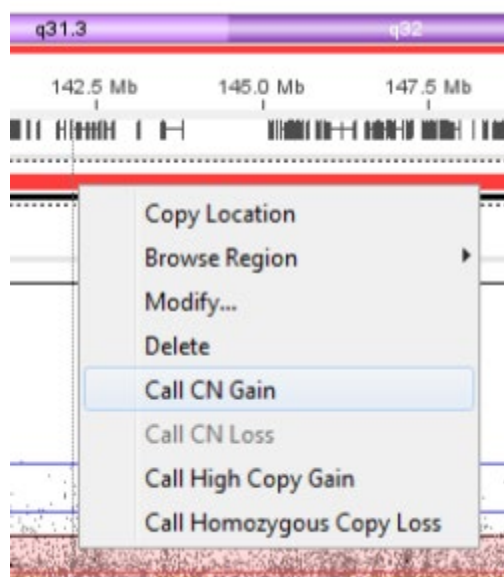 q31.3 q32
142.5 Mb 145.0 Mb 147.5 Mb
Copy Location
Browse Region
Modify...
Delete
Call CN Gain
Call CN Loss
Call High Copy Gain
Call Homozygous Copy Loss